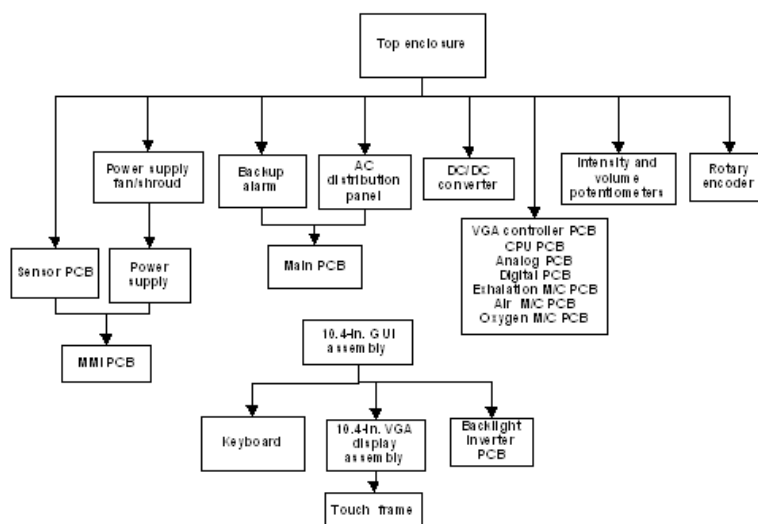 Top enclosure
Power supply
fan/shroud
Backup
alarm
AC
distribution
panel
DC/DC
converter
Intensity and
volume
potentiometers
Rotary
encoder
Sensor PCB
Power
supply
Main PCB
VGA controller PCB
CPU PCB
Analog PCB
Digital PCB
Exhalation M/C PCB
Air M/C PCB
Oxygen M/C PCB
MMI PCB
10.4-in. GUI
assembly
Keyboard
10.4-in. VGA
display
assembly
Backlight
inverter
PCB
Touch frame